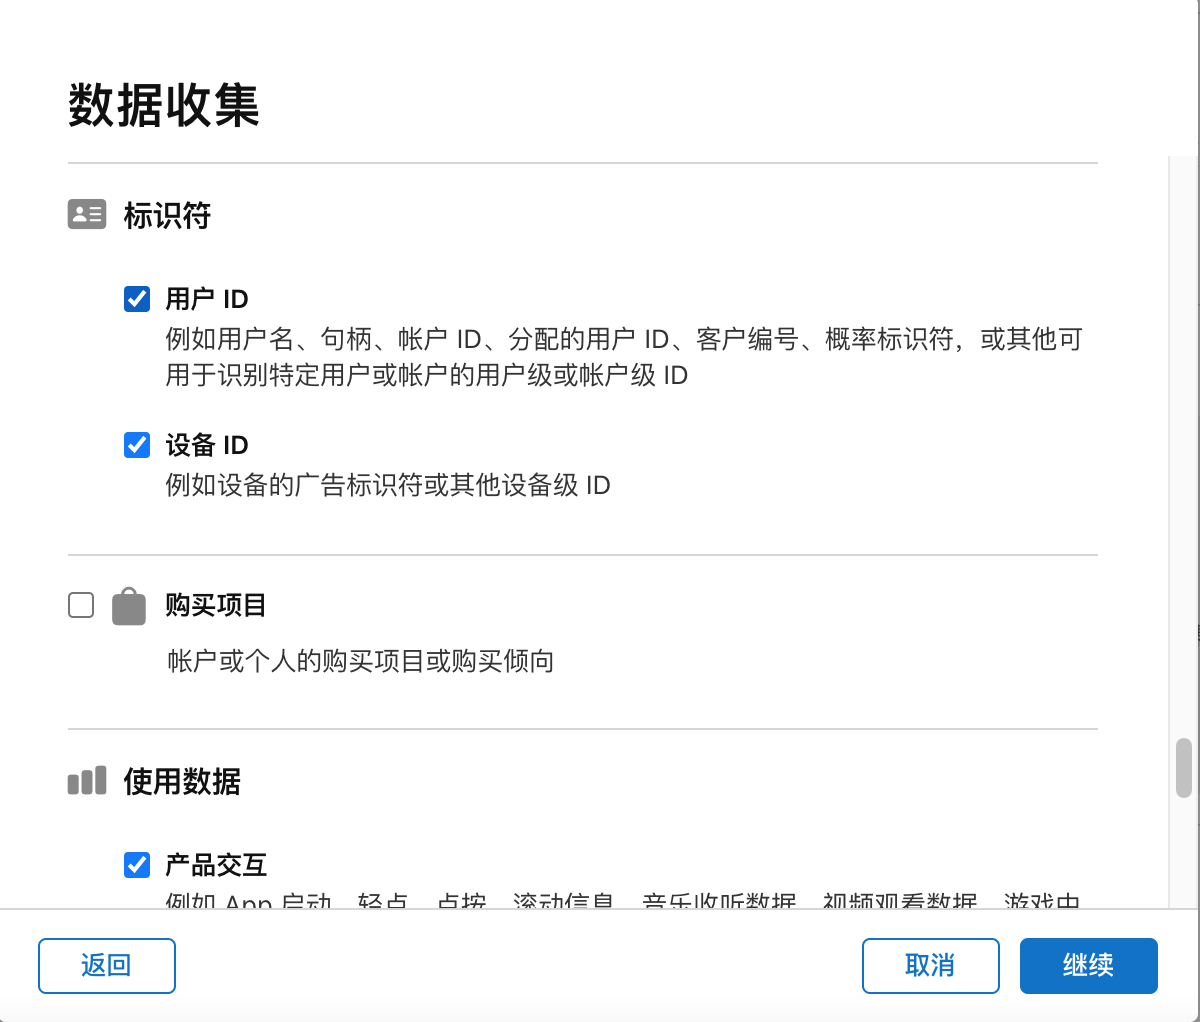 数据收集
标识符
用户 ID
例如用户名、句柄、帐户 ID、分配的用户 ID、客户编号、概率标识符，或其他可
用于识别特定用户或帐户的用户级或帐户级 ID
设备 ID
例如设备的广告标识符或其他设备级 ID
购买项目
帐户或个人的购买项目或购买倾向
使用数据
产品交互
例如 App 启动、轻点、点按、滚动信息、音乐收听数据、视频观看数据、游戏中
返回
取消
继续